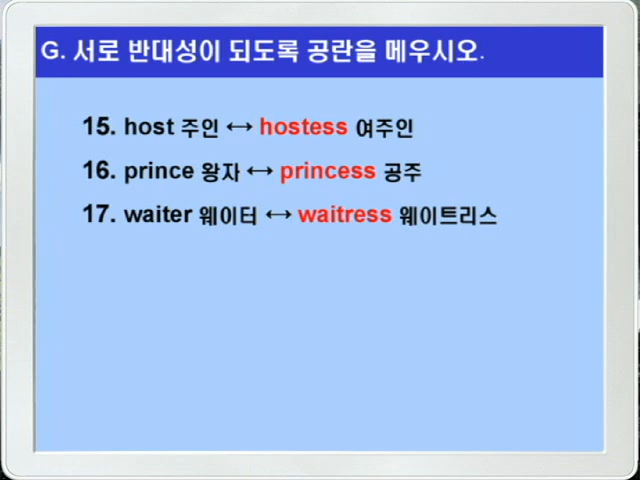 G. 서로 반대성이 되도록 공란을 메우시오.
15. host 주인 ↔ hostess 여주인
16. prince 왕자 ↔ princess 공주
17. waiter 웨이터 ↔ waitress 웨이트리스